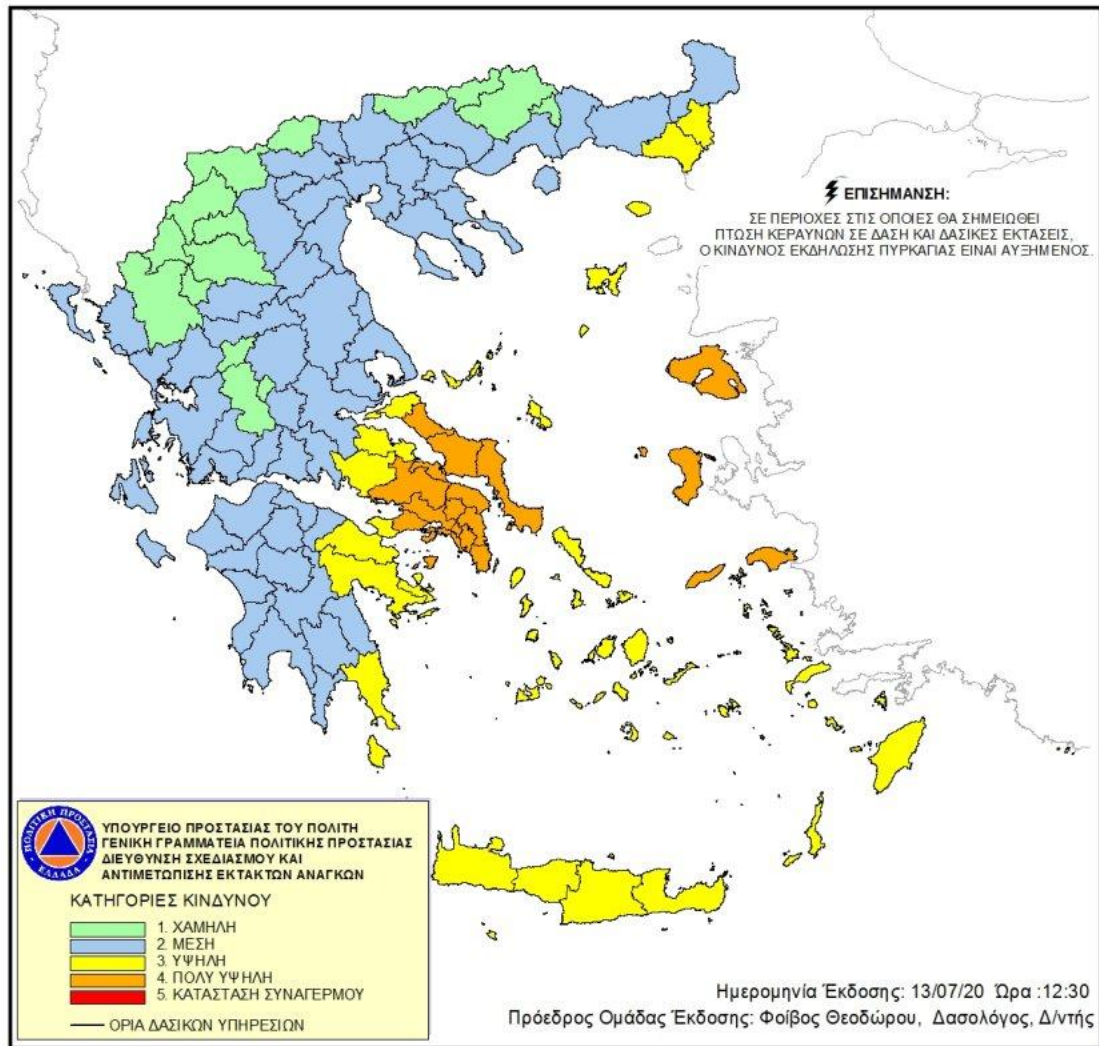 ΕΠΙΣΗΜΑΝΣΗ:
ΣΕ ΠΕΡΙΟΧΕΣ ΣΤΙΣ ΟΠΟΙΕΣ ΘΑ ΣΗΜΕΙΩΘΕΙ
ΠΤΩΣΗ ΚΕΡΑΥΝΩΝ ΣΕ ΔΑΣΗ ΚΑΙ ΔΑΣΙΚΕΣ ΕΚΤΑΣΕΙΣ,
Ο ΚΙΝΔΥΝΟΣ ΕΚΔΗΛΩΣΗΣ ΠΥΡΚΑΓΙΑΣ ΕΙΝΑΙ ΑΥΞΗΜΕΝΟΣ.
ΠΟΛΙΤΙΚΗ ΠΡΟΣΤΑΣΙΑ
ΕΛΛΑΔΑ
ΥΠΟΥΡΓΕΙΟ ΠΡΟΣΤΑΣΙΑΣ ΤΟΥ ΠΟΛΙΤΗ
ΓΕΝΙΚΗ ΓΡΑΜΜΑΤΕΙΑ ΠΟΛΙΤΙΚΗΣ ΠΡΟΣΤΑΣΙΑΣ
ΔΙΕΥΘΥΝΣΗ ΣΧΕΔΙΑΣΜΟΥ ΚΑΙ
ΑΝΤΙΜΕΤΩΠΙΣΗΣ ΕΚΤΑΚΤΩΝ ΑΝΑΓΚΩΝ
ΚΑΤΗΓΟΡΙΕΣ ΚΙΝΔΥΝΟΥ
1. ΧΑΜΗΛΗ
2. ΜΕΣΗ
3. ΥΨΗΛΗ
4. ΠΟΛΥ ΥΨΗΛΗ
5. ΚΑΤΑΣΤΑΣΗ ΣΥΝΑΓΕΡΜΟΥ
ΟΡΙΑ ΔΑΣΙΚΩΝ ΥΠΗΡΕΣΙΩΝ
Ημερομηνία Έκδοσης: 13/07/20 Ώρα :12:30
Πρόεδρος Ομάδας Έκδοσης: Φοίβος Θεοδώρου, Δασολόγος, Δ/ντής